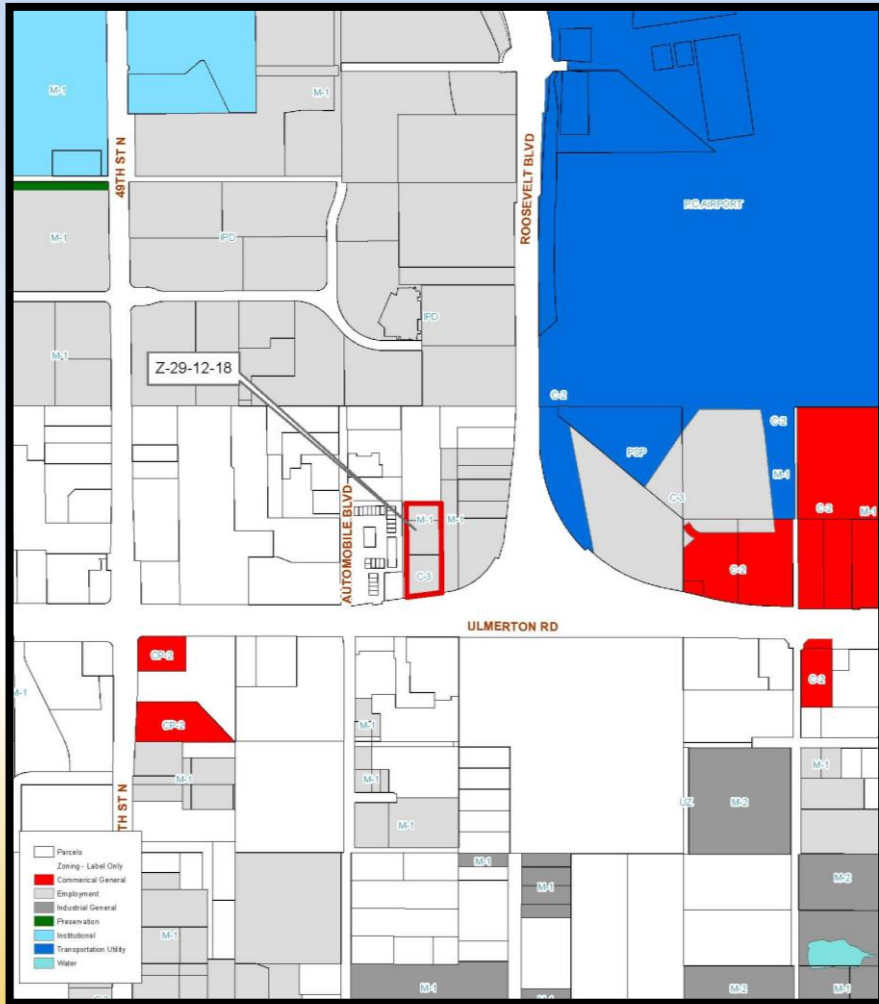 M-1
M-1
49TH ST N
ROOSEVELT BLVD
P.C.AIRPORT
M-1
IPD
IPD
M-1
Z-29-12-18
C-2
C-2
PSP
M-1
C-3
C-2
M-1
AUTOMOBILE BLVD
M-1
M-1
C-3
C-2
ULMERTON RD
CP-2
C-2
CP-2
M-1
M-1
M-1
M-1
M-1
TH ST N
UZ
M-2
M-1
M-1
M-1
M-2
M-1
M-1
M-2
M-1
Parcels
Zoning - Label Only
Commerical General
Employment
Industrial General
Preservation
Institutional
Transportation Utility
Water